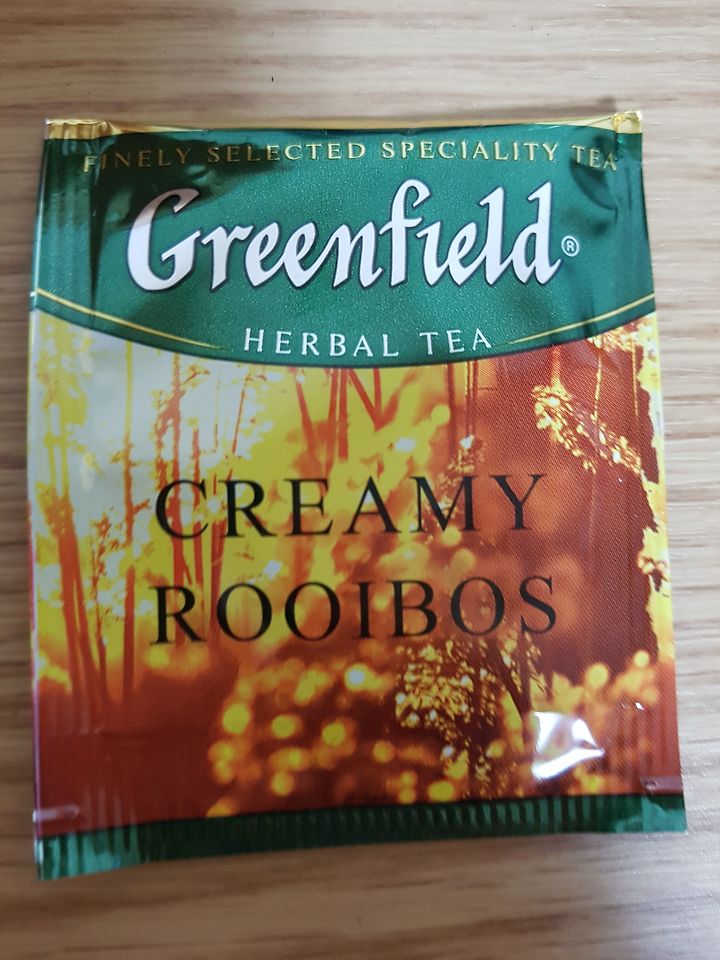 FINELY SELECTED SPECIALITY TEA
Greenfield®
HERBAL TEA
CREAMY
ROOIBOS